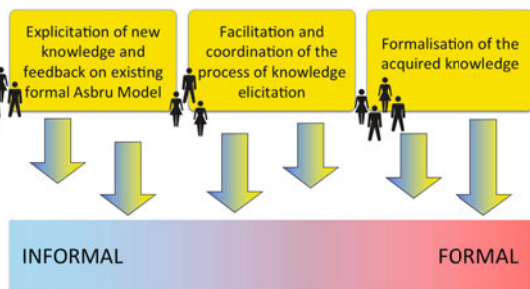 Explicitation of new
knowledge and
feedback on existing
formal Asbru Model
Facilitation and
coordination of the
process of knowledge
elicitation
Formalisation of the
acquired knowledge
INFORMAL
FORMAL